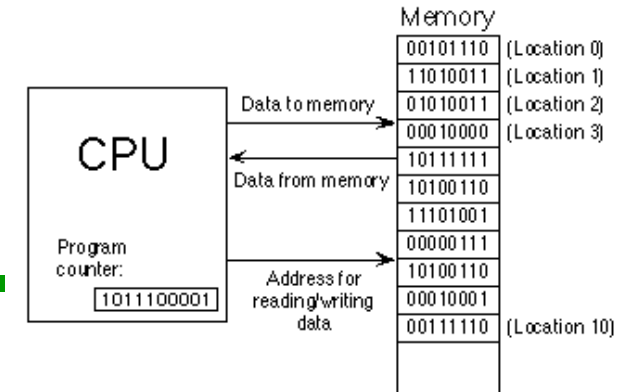 Memory
00101110 (Location 0)
11010011 (Location 1)
01010011 (Location 2)
00010000 (Location 3)
10111111
10100110
11101001
00000111
10100110
00010001
00111110 (Location 10)
CPU
Program
counter:
1011100001
Data to memory
Data from memory
Address for
reading/writing
data